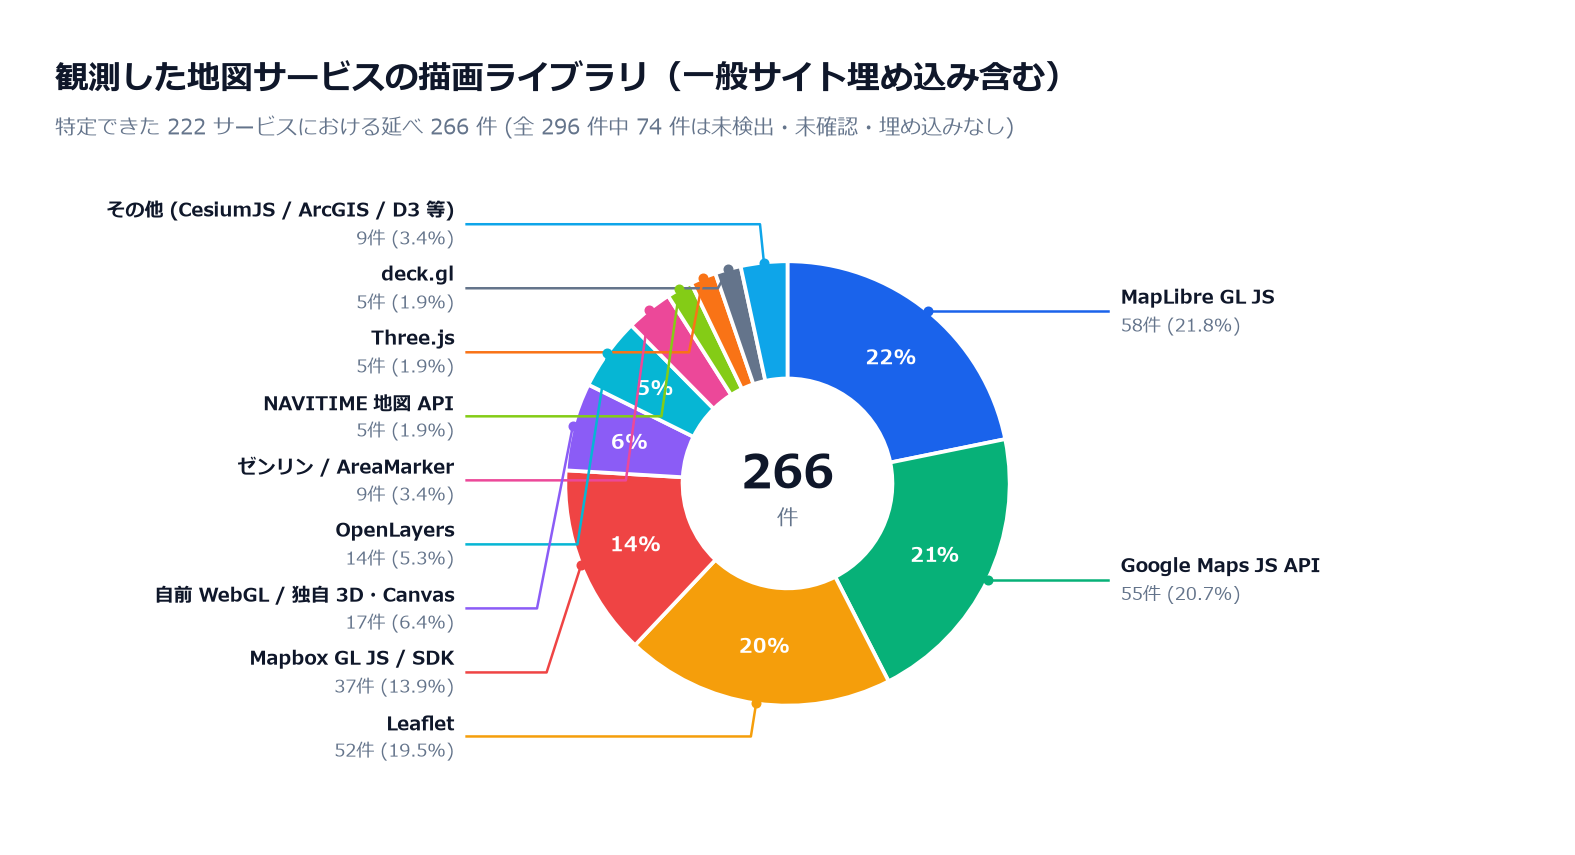 観測した地図サービスの描画ライブラリ（一般サイト埋め込み含む）
特定できた 222 サービスにおける延べ 266 件 (全 296 件中 74 件は未検出・未確認・埋め込みなし)
その他 (CesiumJS / ArcGIS / D3 等)
9件 (3.4%)
deck.gl
5件 (1.9%)
Three.js
5件 (1.9%)
NAVITIME 地図 API
5件 (1.9%)
ゼンリン / AreaMarker
9件 (3.4%)
OpenLayers
14件 (5.3%)
自前 WebGL / 独自 3D・Canvas
17件 (6.4%)
Mapbox GL JS / SDK
37件 (13.9%)
Leaflet
52件 (19.5%)
22%
21%
20%
14%
6%
5%
266
件
MapLibre GL JS
58件 (21.8%)
Google Maps JS API
55件 (20.7%)